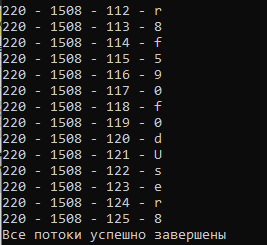 220 - 1508 - 112 - r
220 - 1508 - 113 - 8
220 - 1508 - 114 - f
220 - 1508 - 115 - 5
220 - 1508 - 116 - 9
220 - 1508 - 117 - 0
220 - 1508 - 118 - f
220 - 1508 - 119 - 0
220 - 1508 - 120 - d
220 - 1508 - 121 - U
220 - 1508 - 122 - s
220 - 1508 - 123 - e
220 - 1508 - 124 - r
220 - 1508 - 125 - 8
Все потоки успешно завершены